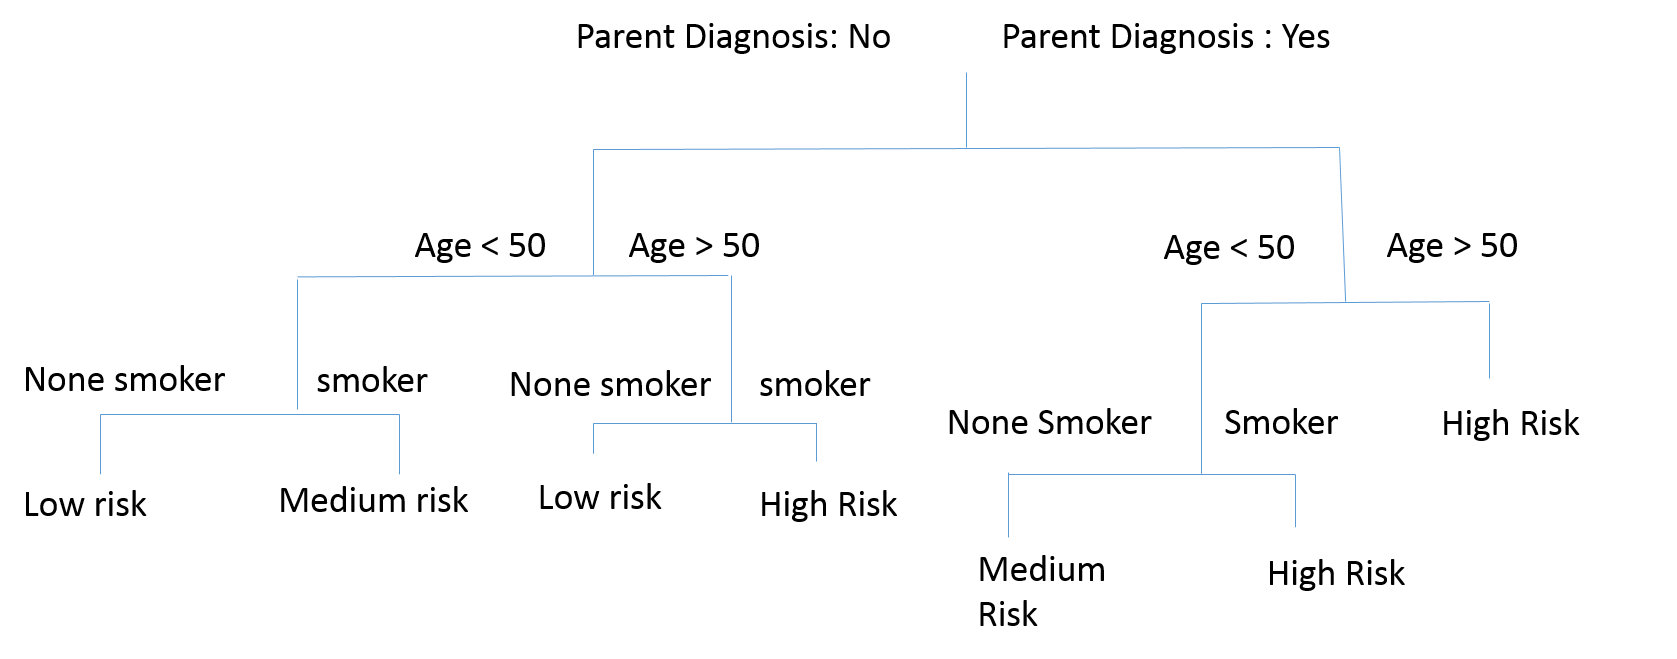 Parent Diagnosis: No
Parent Diagnosis : Yes
Age < 50
Age > 50
Age < 50
Age > 50
None smoker
smoker
None smoker
smoker
None Smoker
Smoker
High Risk
Low risk
Medium risk
Low risk
High Risk
Medium
Risk
High Risk